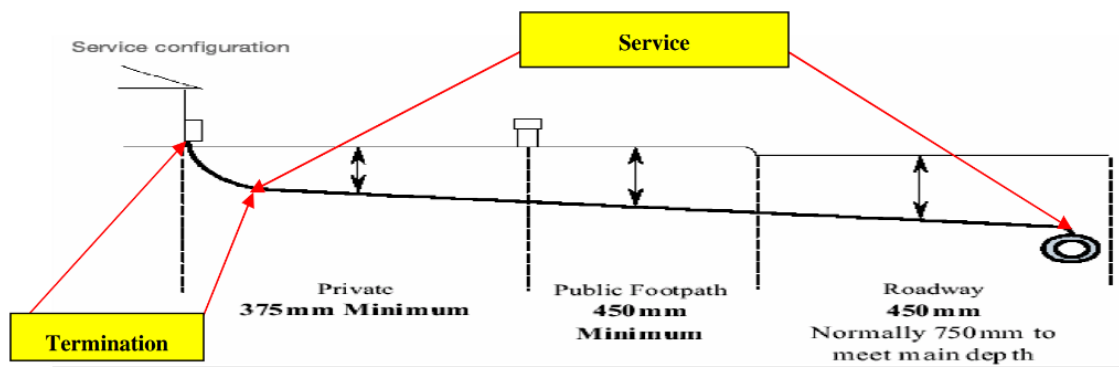 Service configuration
Service
Private
375mm Minimum
Public Footpath
450mm
Minimum
Roadway
450mm
Normally 750mm to
meet main depth
Termination